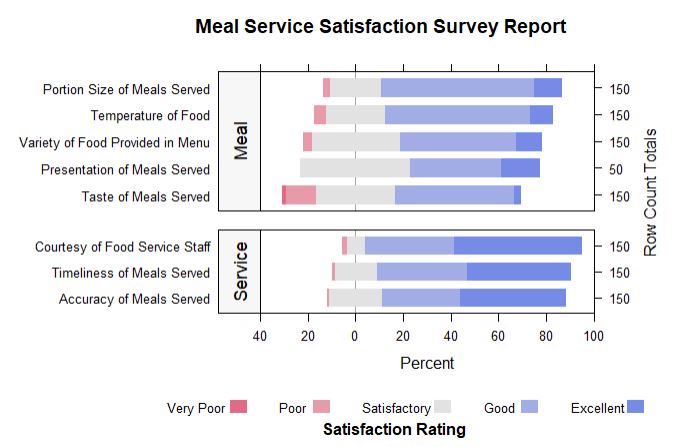 Meal Service Satisfaction Survey Report
Meal
Portion Size of Meals Served 150
Temperature of Food 150
Variety of Food Provided in Menu 150
Presentation of Meals Served 50
Taste of Meals Served 150
Service
Courtesy of Food Service Staff 150
Timeliness of Meals Served 150
Accuracy of Meals Served 150
Row Count Totals
40 20 0 20 40 60 80 100
Percent
Very Poor Poor Satisfactory Good Excellent
Satisfaction Rating